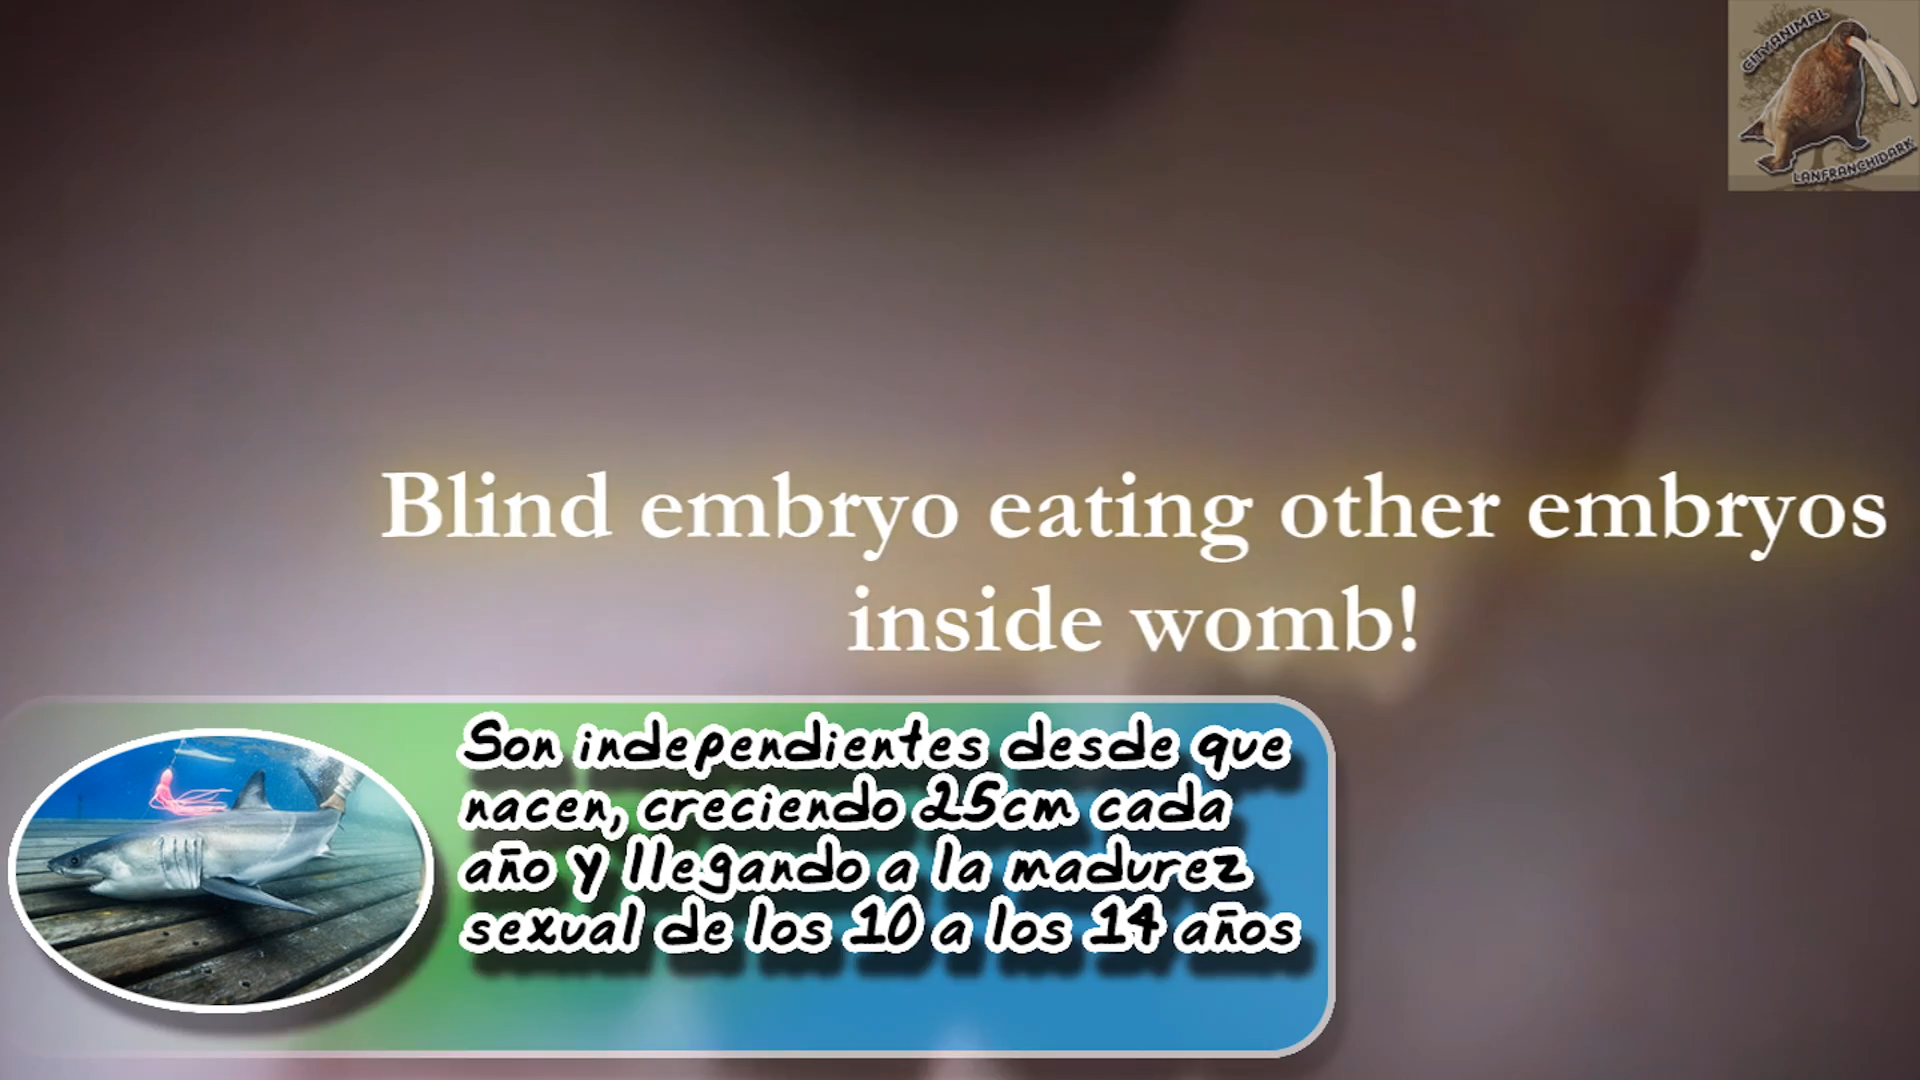 CITYANIMAL
LANFRANCHIDARK
Blind embryo eating other embryos
inside womb!
Son independientes desde que
nacen, creciendo 25cm cada
año y llegando a la madurez
sexual de los 10 a los 14 años